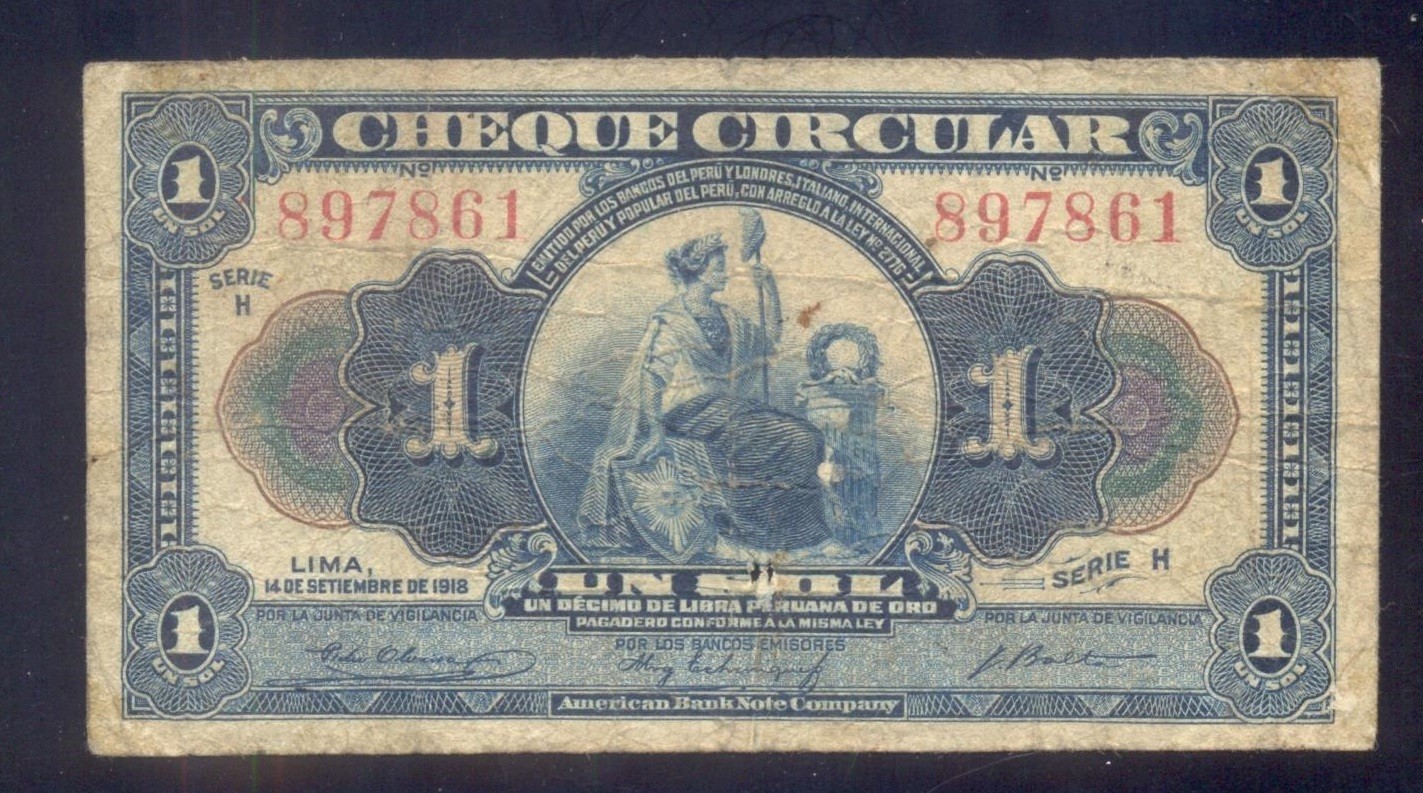 CHEQUE CIRCULAR
1
UN SOL
1
UN SOL
Nº
897861
Nº
897861
EMITIDO POR LOS BANCOS DEL PERÚ Y LONDRES, ITALIANO, INTERNACIONAL
DEL PERÚ Y POPULAR DEL PERÚ, CON ARREGLO A LA LEY Nº 2776
SERIE
H
1
1
LIMA,
14 DE SETIEMBRE DE 1918
SERIE H
UN SOL
UN DÉCIMO DE LIBRA PERUANA DE ORO
PAGADERO CONFORME A LA MISMA LEY
POR LA JUNTA DE VIGILANCIA
POR LOS BANCOS EMISORES
POR LA JUNTA DE VIGILANCIA
1
UN SOL
1
UN SOL
American Bank Note Company